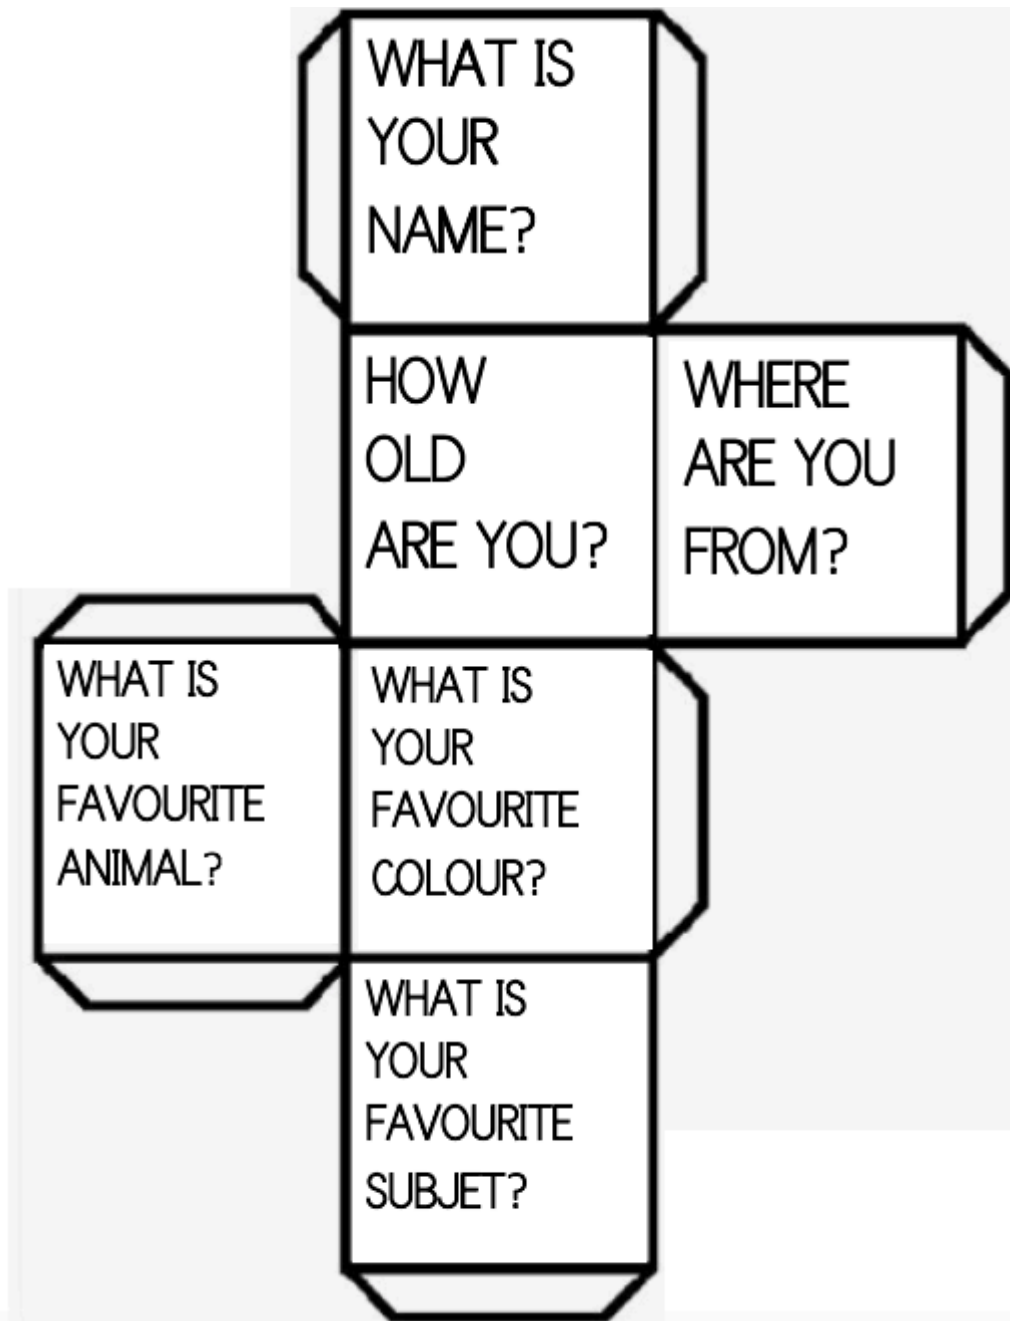 WHAT IS
YOUR
NAME?
HOW
OLD
ARE YOU?
WHERE
ARE YOU
FROM?
WHAT IS
YOUR
FAVOURITE
ANIMAL?
WHAT IS
YOUR
FAVOURITE
COLOUR?
WHAT IS
YOUR
FAVOURITE
SUBJET?